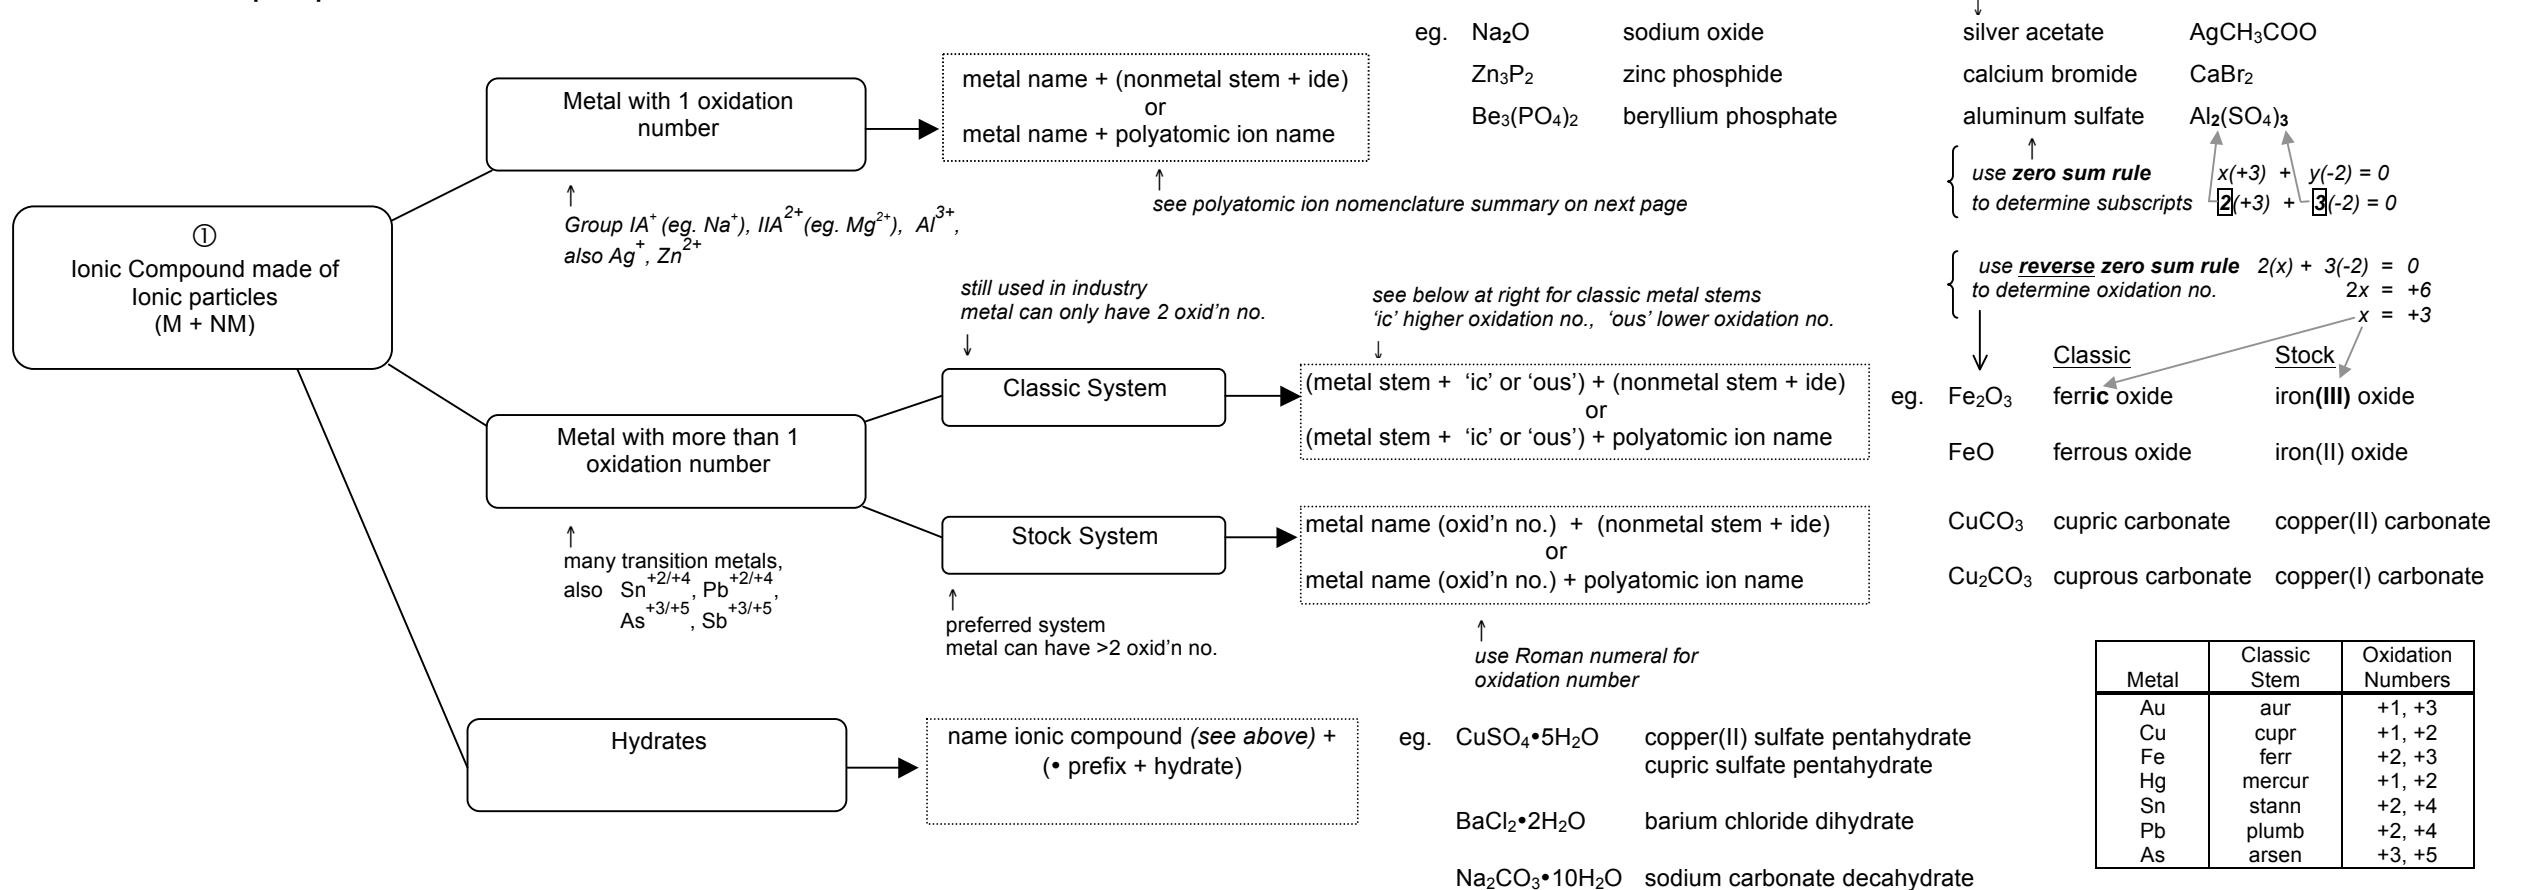 eg. Na₂O sodium oxide
Zn₃P₂ zinc phosphide
Be₃(PO₄)₂ beryllium phosphate
↓
silver acetate AgCH₃COO
calcium bromide CaBr₂
aluminum sulfate Al₂(SO₄)₃
↑
use zero sum rule x(+3) + y(-2) = 0
to determine subscripts 2(+3) + 3(-2) = 0
①
Ionic Compound made of
Ionic particles
(M + NM)
Metal with 1 oxidation
number
↑
Group IA⁺ (eg. Na⁺), IIA²⁺ (eg. Mg²⁺), Al³⁺,
also Ag⁺, Zn²⁺
metal name + (nonmetal stem + ide)
or
metal name + polyatomic ion name
↑
see polyatomic ion nomenclature summary on next page
Metal with more than 1
oxidation number
↑
many transition metals,
also Sn⁺²/⁺⁴, Pb⁺²/⁺⁴,
As⁺³/⁺⁵, Sb⁺³/⁺⁵
still used in industry
metal can only have 2 oxid’n no.
↓
Classic System
see below at right for classic metal stems
‘ic’ higher oxidation no., ‘ous’ lower oxidation no.
↓
(metal stem + ‘ic’ or ‘ous’) + (nonmetal stem + ide)
or
(metal stem + ‘ic’ or ‘ous’) + polyatomic ion name
Stock System
↑
preferred system
metal can have >2 oxid’n no.
metal name (oxid’n no.) + (nonmetal stem + ide)
or
metal name (oxid’n no.) + polyatomic ion name
↑
use Roman numeral for
oxidation number
use reverse zero sum rule 2(x) + 3(-2) = 0
to determine oxidation no. 2x = +6
x = +3
Classic Stock
eg. Fe₂O₃ ferric oxide iron(III) oxide
FeO ferrous oxide iron(II) oxide
CuCO₃ cupric carbonate copper(II) carbonate
Cu₂CO₃ cuprous carbonate copper(I) carbonate
Hydrates
name ionic compound (see above) +
(• prefix + hydrate)
eg. CuSO₄•5H₂O copper(II) sulfate pentahydrate
cupric sulfate pentahydrate
BaCl₂•2H₂O barium chloride dihydrate
Na₂CO₃•10H₂O sodium carbonate decahydrate
Classic Oxidation
Metal Stem Numbers
Au aur +1, +3
Cu cupr +1, +2
Fe ferr +2, +3
Hg mercur +1, +2
Sn stann +2, +4
Pb plumb +2, +4
As arsen +3, +5